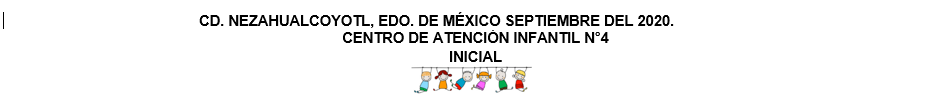 CD. NEZAHUALCOYOTL, EDO. DE MÉXICO SEPTIEMBRE DEL 2020.
CENTRO DE ATENCIÓN INFANTIL N°4
INICIAL